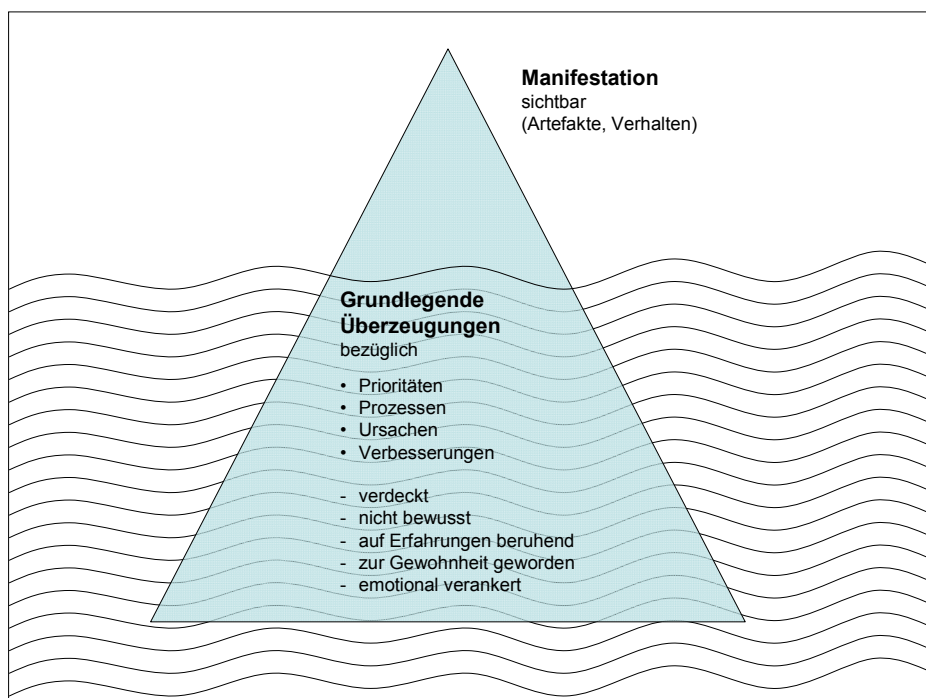 Manifestation
sichtbar
(Artefakte, Verhalten)
Grundlegende
Überzeugungen
bezüglich
• Prioritäten
• Prozessen
• Ursachen
• Verbesserungen
- verdeckt
- nicht bewusst
- auf Erfahrungen beruhend
- zur Gewohnheit geworden
- emotional verankert